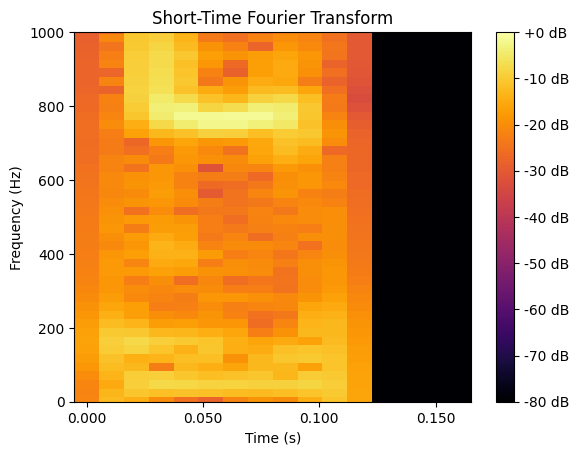 Short-Time Fourier Transform
Frequency (Hz)
1000
800
600
400
200
0
0.000
0.050
0.100
0.150
Time (s)
+0 dB
-10 dB
-20 dB
-30 dB
-40 dB
-50 dB
-60 dB
-70 dB
-80 dB